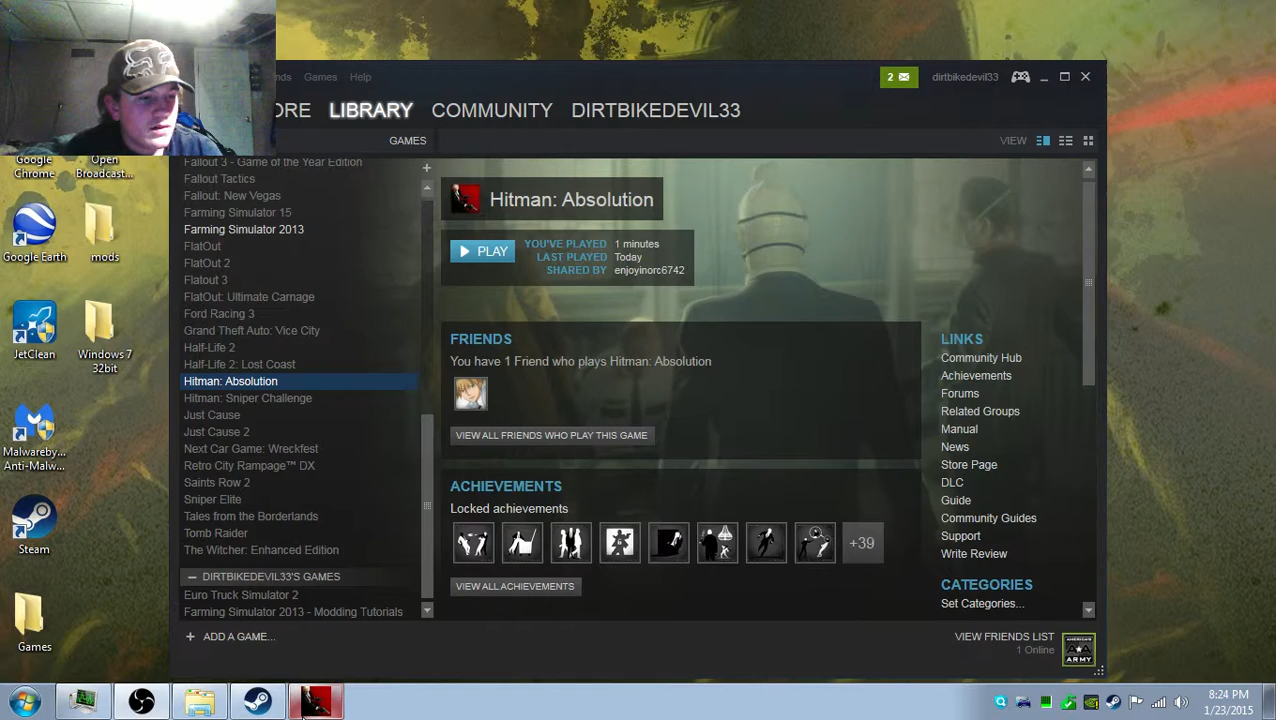 nds Games Help
2
dirtbikedevil33
ORE LIBRARY COMMUNITY DIRTBIKEDEVIL33
GAMES
VIEW
Google Chrome
Open Broadcast...
Google Earth
mods
JetClean
Windows 7 32bit
Malwareby... Anti-Malw...
Steam
Games
Fallout 3 - Game of the Year Edition
Fallout Tactics
Fallout: New Vegas
Farming Simulator 15
Farming Simulator 2013
FlatOut
FlatOut 2
Flatout 3
FlatOut: Ultimate Carnage
Ford Racing 3
Grand Theft Auto: Vice City
Half-Life 2
Half-Life 2: Lost Coast
Hitman: Absolution
Hitman: Sniper Challenge
Just Cause
Just Cause 2
Next Car Game: Wreckfest
Retro City Rampage™ DX
Saints Row 2
Sniper Elite
Tales from the Borderlands
Tomb Raider
The Witcher: Enhanced Edition
– DIRTBIKEDEVIL33'S GAMES
Euro Truck Simulator 2
Farming Simulator 2013 - Modding Tutorials
+ ADD A GAME...
Hitman: Absolution
PLAY
YOU'VE PLAYED 1 minutes
LAST PLAYED Today
SHARED BY enjoyinorc6742
FRIENDS
You have 1 Friend who plays Hitman: Absolution
VIEW ALL FRIENDS WHO PLAY THIS GAME
ACHIEVEMENTS
Locked achievements
+39
VIEW ALL ACHIEVEMENTS
LINKS
Community Hub
Achievements
Forums
Related Groups
Manual
News
Store Page
DLC
Guide
Community Guides
Support
Write Review
CATEGORIES
Set Categories...
VIEW FRIENDS LIST
1 Online
AMERICA'S
ARMY
8:24 PM
1/23/2015